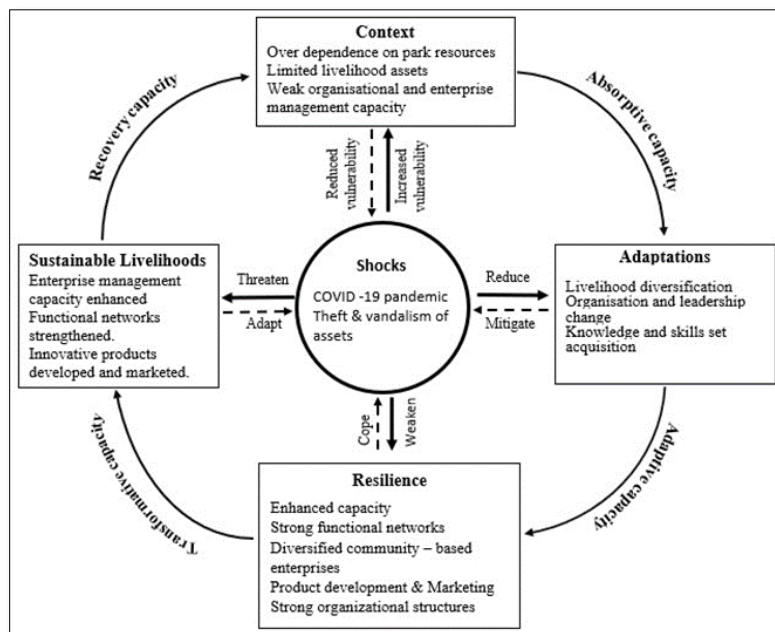 Context
Over dependence on park resources
Limited livelihood assets
Weak organisational and enterprise
management capacity
Recovery capacity
Absorptive capacity
Reduced
vulnerability
Increased
vulnerability
Sustainable Livelihoods
Enterprise management
capacity enhanced
Functional networks
strengthened.
Innovative products
developed and marketed.
Threaten
Adapt
Shocks
COVID -19 pandemic
Theft & vandalism of
assets
Reduce
Mitigate
Adaptations
Livelihood diversification
Organisation and leadership
change
Knowledge and skills set
acquisition
Cope
Weaken
Transformative capacity
Adaptive capacity
Resilience
Enhanced capacity
Strong functional networks
Diversified community – based
enterprises
Product development & Marketing
Strong organizational structures